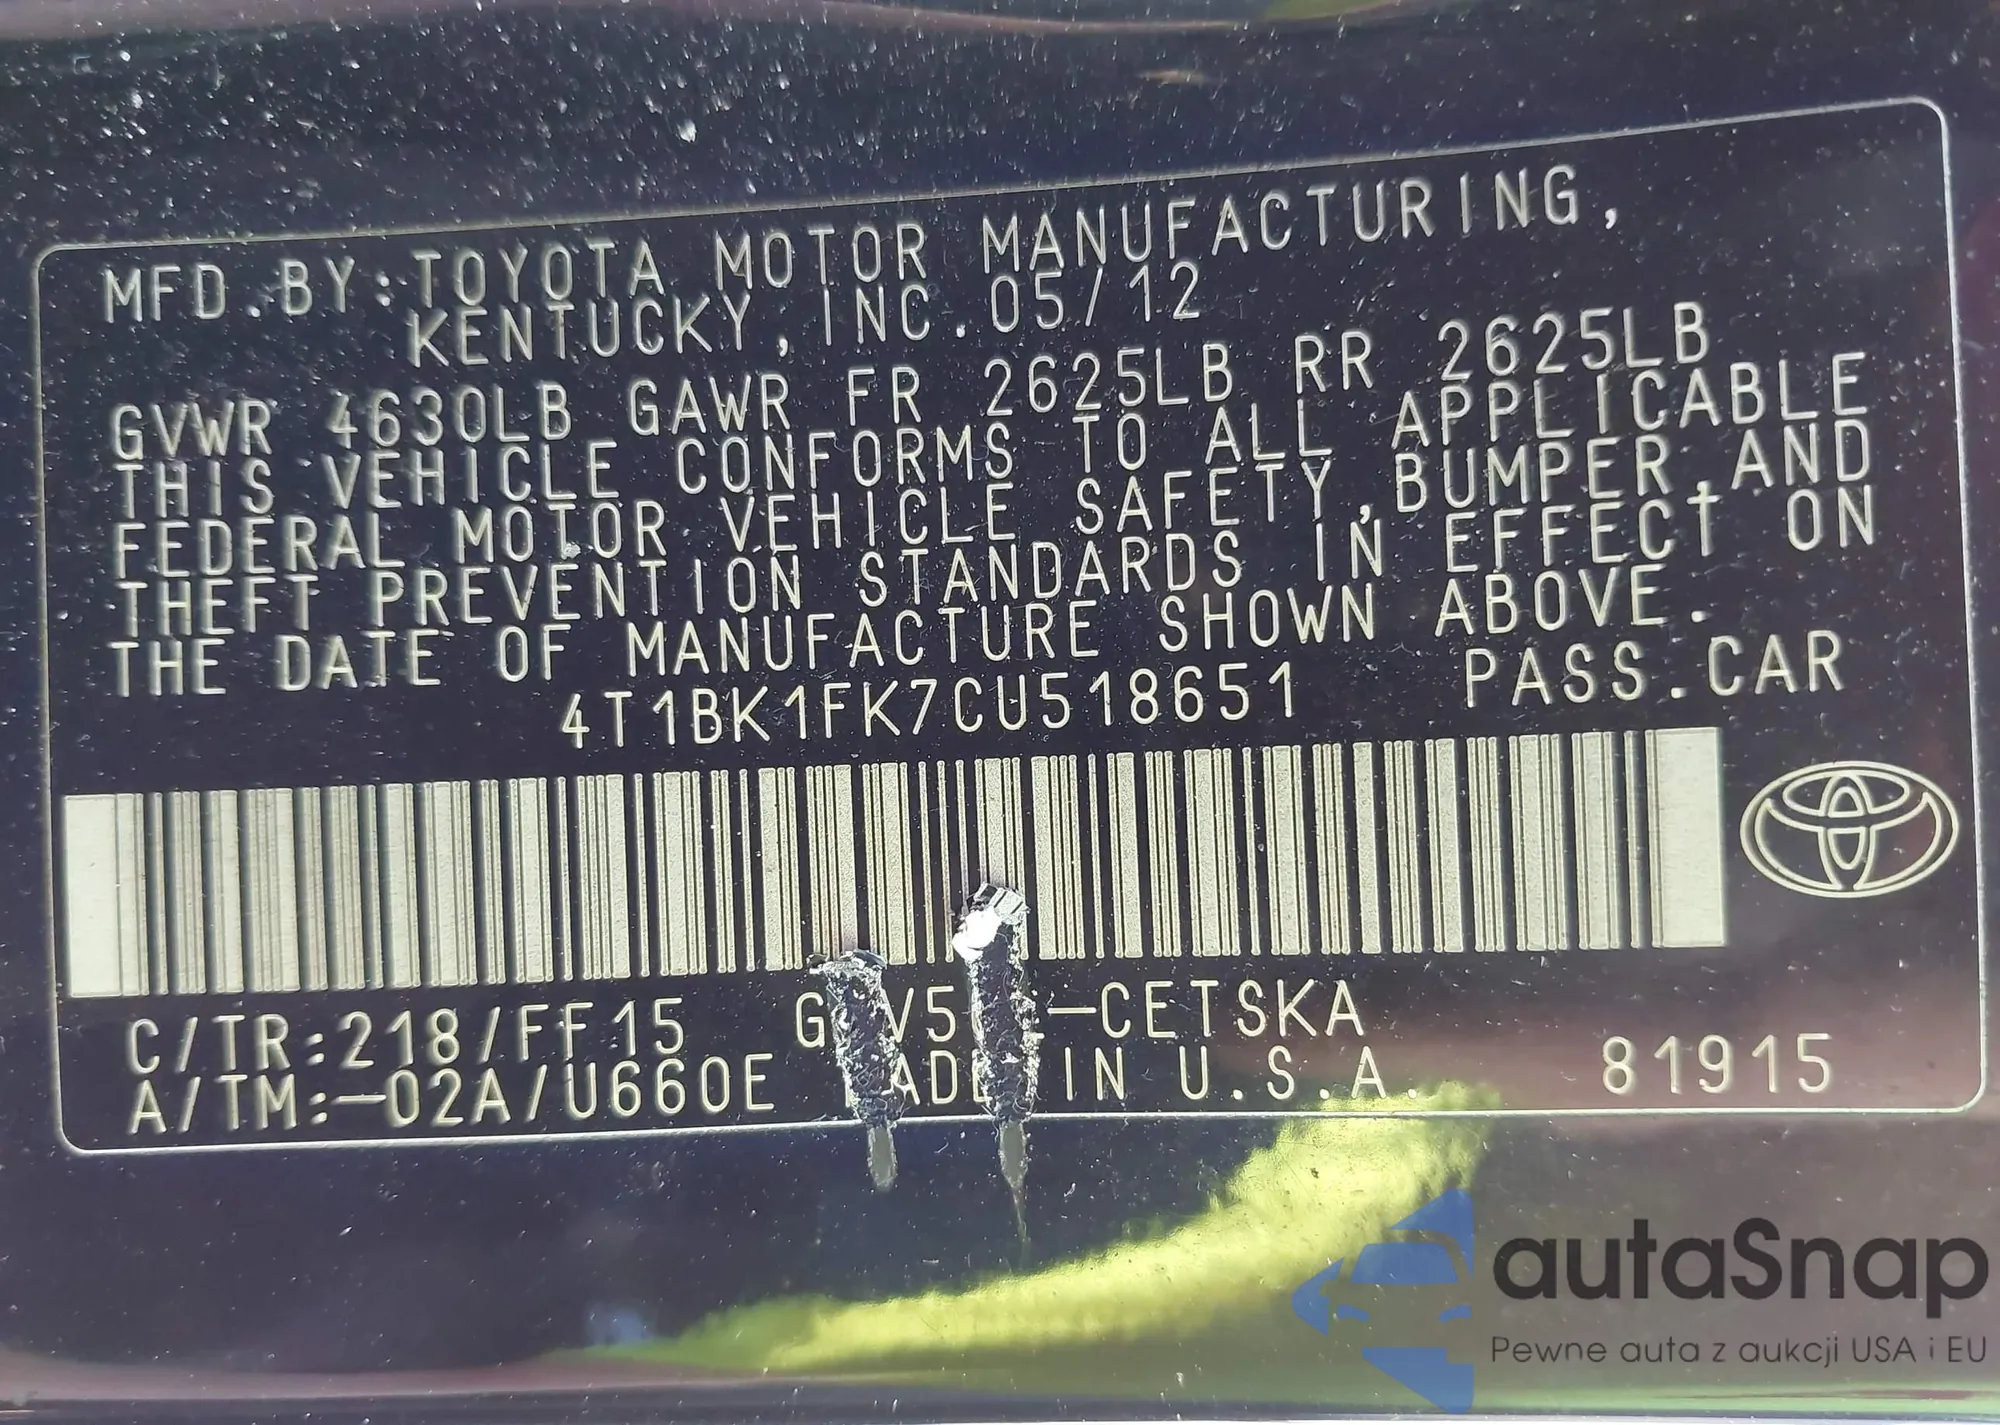 MFD.BY:TOYOTA MOTOR MANUFACTURING,
KENTUCKY,INC.05/12
GVWR 4630LB GAWR FR 2625LB RR 2625LB
THIS VEHICLE CONFORMS TO ALL APPLICABLE
FEDERAL MOTOR VEHICLE SAFETY,BUMPER,AND
THEFT PREVENTION STANDARDS IN EFFECT ON
THE DATE OF MANUFACTURE SHOWN ABOVE.
4T1BK1FK7CU518651 PASS.CAR
C/TR:218/FF15 -CETSKA
A/TM:-02A/U660E IN U.S.A. 81915
autaSnap
Pewne auta z aukcji USA i EU